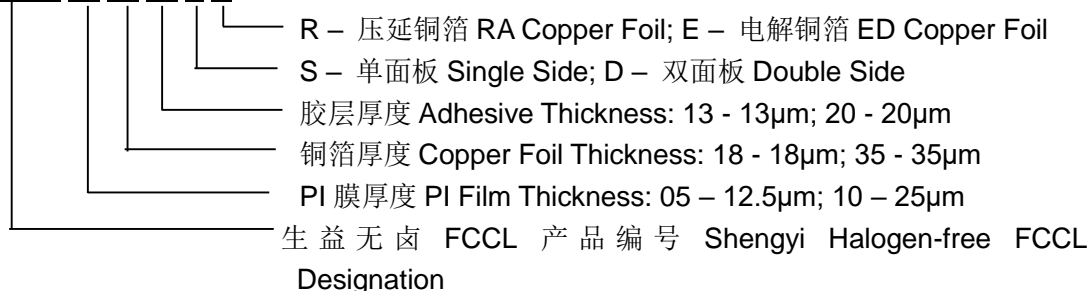 R – 压延铜箔 RA Copper Foil; E – 电解铜箔 ED Copper Foil
S – 单面板 Single Side; D – 双面板 Double Side
胶层厚度 Adhesive Thickness: 13 - 13μm; 20 - 20μm
铜箔厚度 Copper Foil Thickness: 18 - 18μm; 35 - 35μm
PI 膜厚度 PI Film Thickness: 05 – 12.5μm; 10 – 25μm
生益无卤 FCCL 产品编号 Shengyi Halogen-free FCCL
Designation